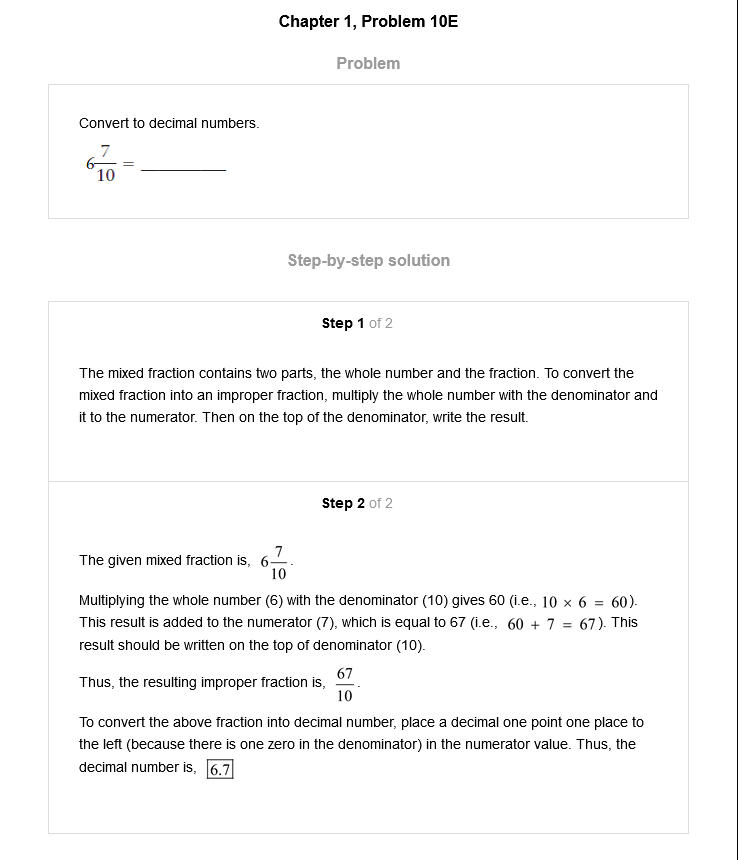 Chapter 1, Problem 10E
Problem
Convert to decimal numbers.
6 7/10 = ___________
Step-by-step solution
Step 1 of 2
The mixed fraction contains two parts, the whole number and the fraction. To convert the
mixed fraction into an improper fraction, multiply the whole number with the denominator and
it to the numerator. Then on the top of the denominator, write the result.
Step 2 of 2
The given mixed fraction is, 6 7/10.
Multiplying the whole number (6) with the denominator (10) gives 60 (i.e., 10 × 6 = 60).
This result is added to the numerator (7), which is equal to 67 (i.e., 60 + 7 = 67). This
result should be written on the top of denominator (10).
Thus, the resulting improper fraction is, 67/10.
To convert the above fraction into decimal number, place a decimal one point one place to
the left (because there is one zero in the denominator) in the numerator value. Thus, the
decimal number is, 6.7